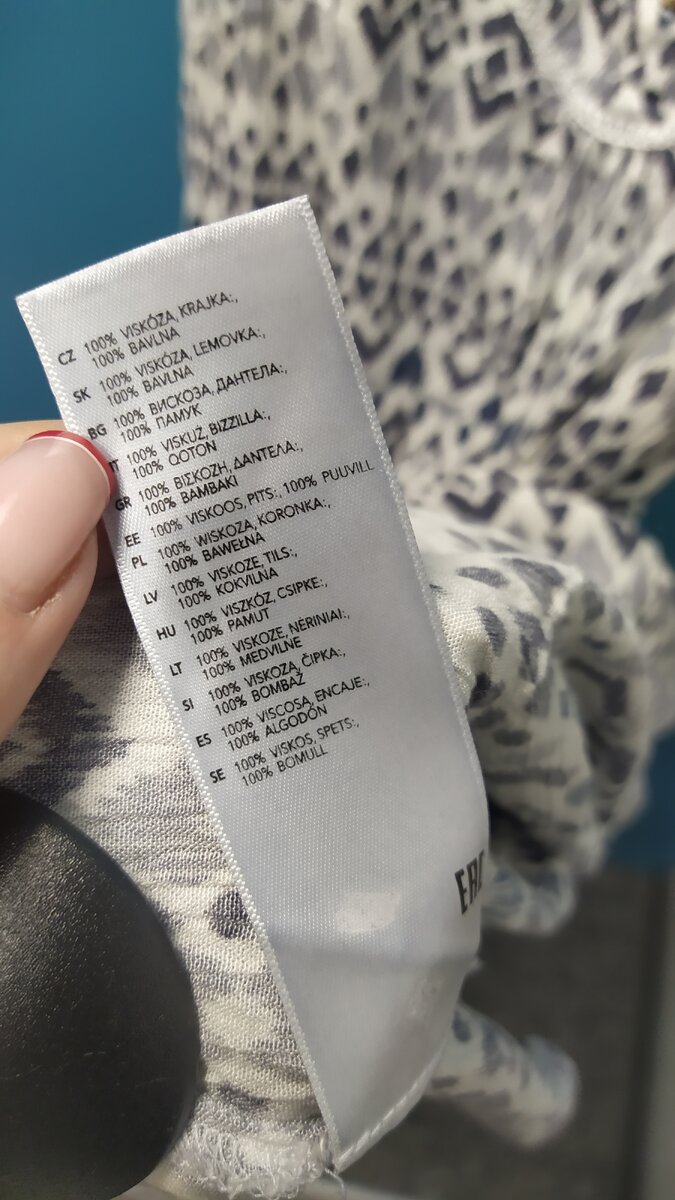 CZ 100% VISKÓZA, KRAJKA:,
100% BAVLNA
SK 100% VISKÓZA, LEMOVKA:,
100% BAVLNA
BG 100% ВИСКОЗА, ДАНТЕЛА:,
100% ПАМУК
100% VISKUŻ, BIZZILLA:,
100% QOTON
GR 100% ΒΙΣΚΟΖΗ, ΔΑΝΤΕΛΑ:,
100% ΒΑΜΒΑΚΙ
EE 100% VISKOOS, PITS:, 100% PUUVILL
PL 100% WISKOZA, KORONKA:,
100% BAWEŁNA
LV 100% VISKOZE, TILS:,
100% KOKVILNA
HU 100% VISZKÓZ, CSIPKE:,
100% PAMUT
LT 100% VISKOZE, NERINIAI:,
100% MEDVILNE
SI 100% VISKOZA, ČIPKA:,
100% BOMBAŽ
ES 100% VISCOSA, ENCAJE:,
100% ALGODÓN
SE 100% VISKOS, SPETS:,
100% BOMULL
EAC